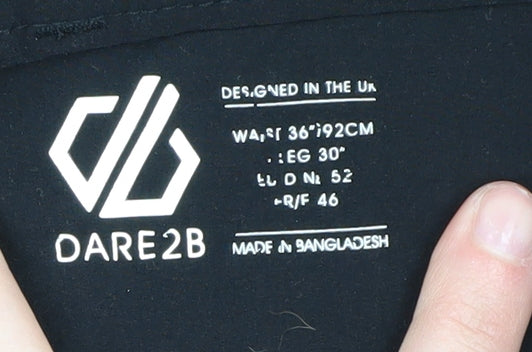 DESIGNED IN THE UK
WAIST 36"/92CM
LEG 30"
EU D NL 52
FR/F 46
MADE IN BANGLADESH
DARE2B